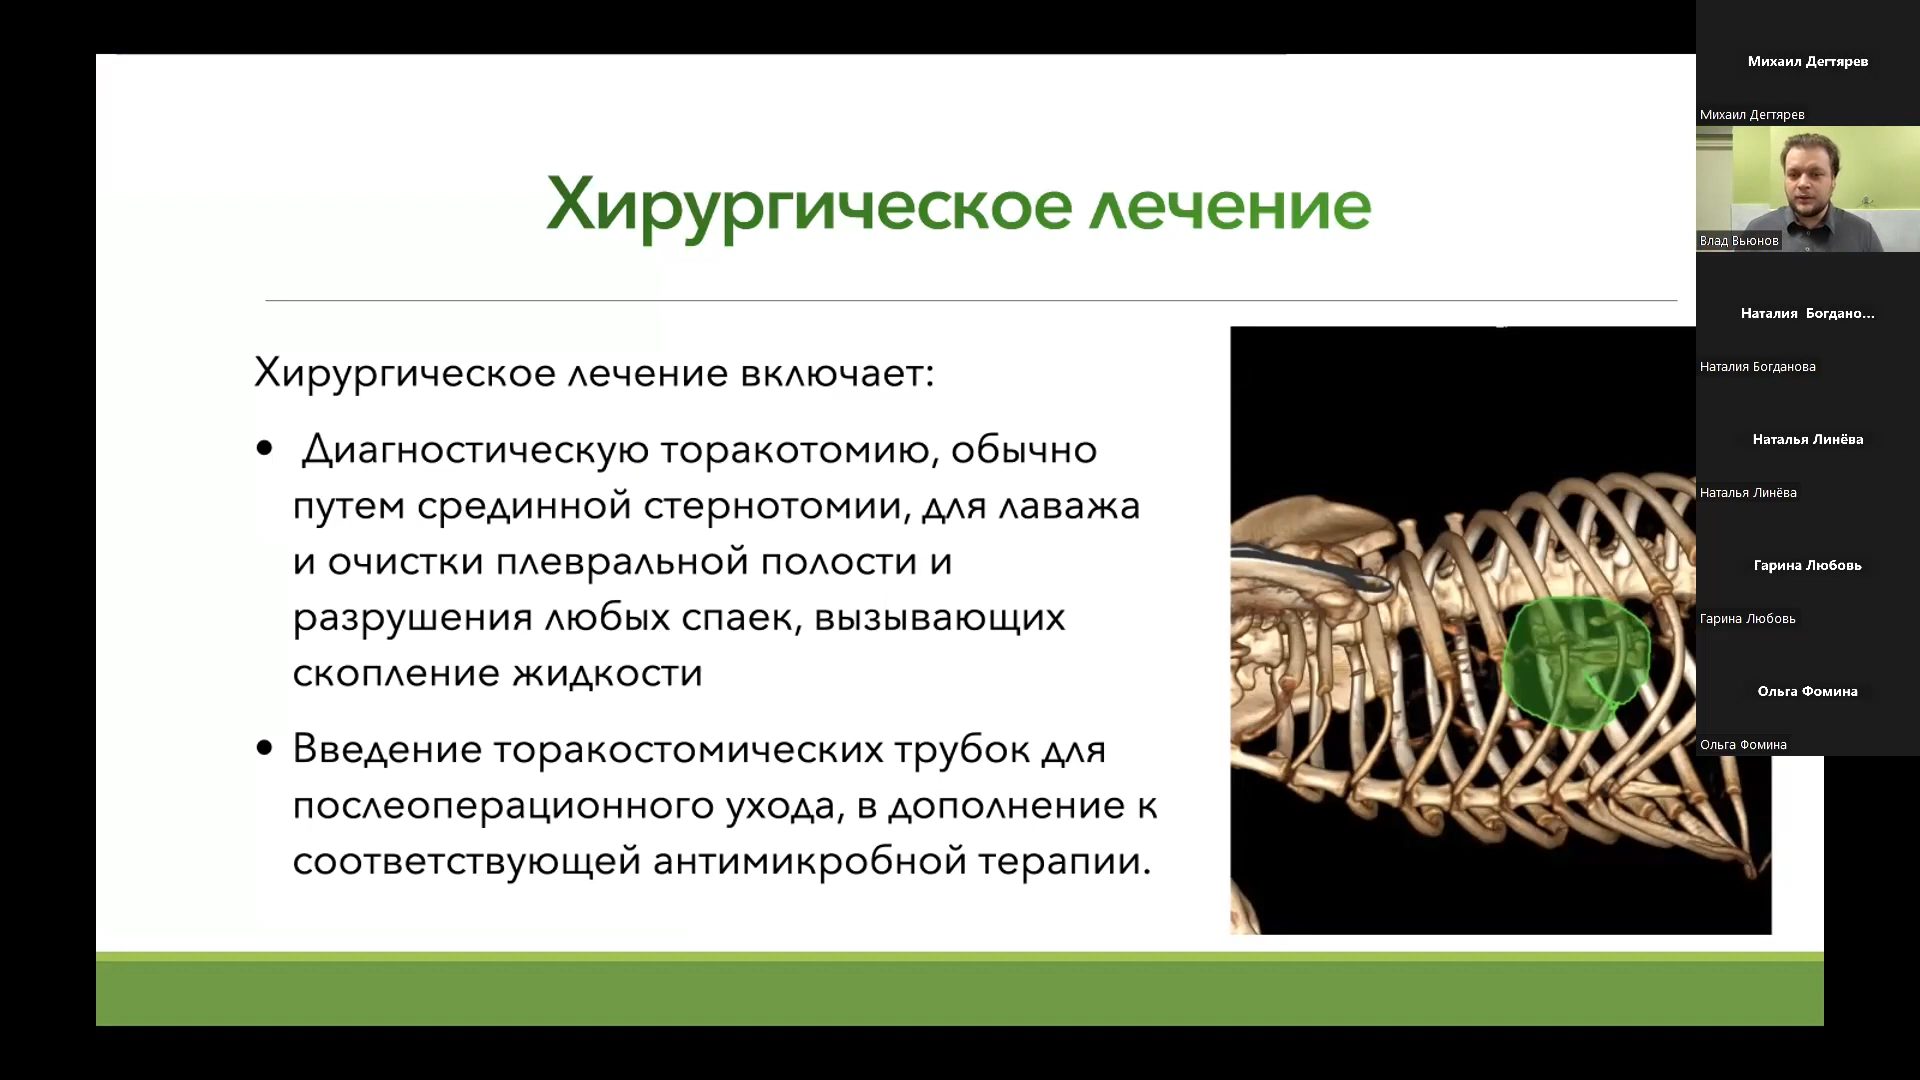 Хирургическое лечение
Хирургическое лечение включает:
• Диагностическую торакотомию, обычно
путем срединной стернотомии, для лаважа
и очистки плевральной полости и
разрушения любых спаек, вызывающих
скопление жидкости
• Введение торакостомических трубок для
послеоперационного ухода, в дополнение к
соответствующей антимикробной терапии.
Михаил Дегтярев
Михаил Дегтярев
Влад Вьюнов
Наталия Богдано...
Наталия Богданова
Наталья Линёва
Наталья Линёва
Гарина Любовь
Гарина Любовь
Ольга Фомина
Ольга Фомина